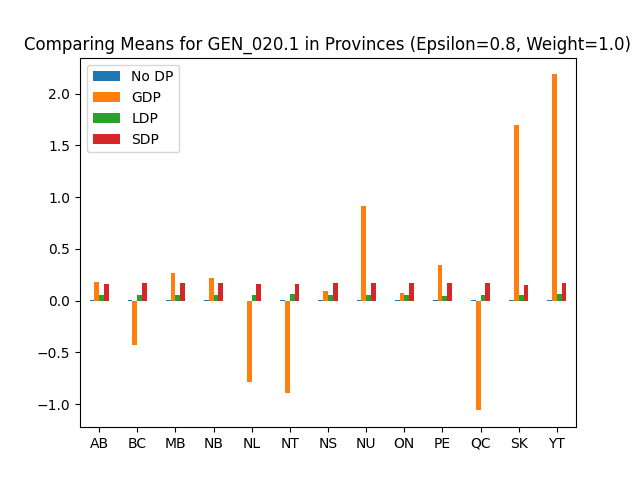 Comparing Means for GEN_020.1 in Provinces (Epsilon=0.8, Weight=1.0)
No DP
GDP
LDP
SDP
2.0
1.5
1.0
0.5
0.0
−0.5
−1.0
AB BC MB NB NL NT NS NU ON PE QC SK YT